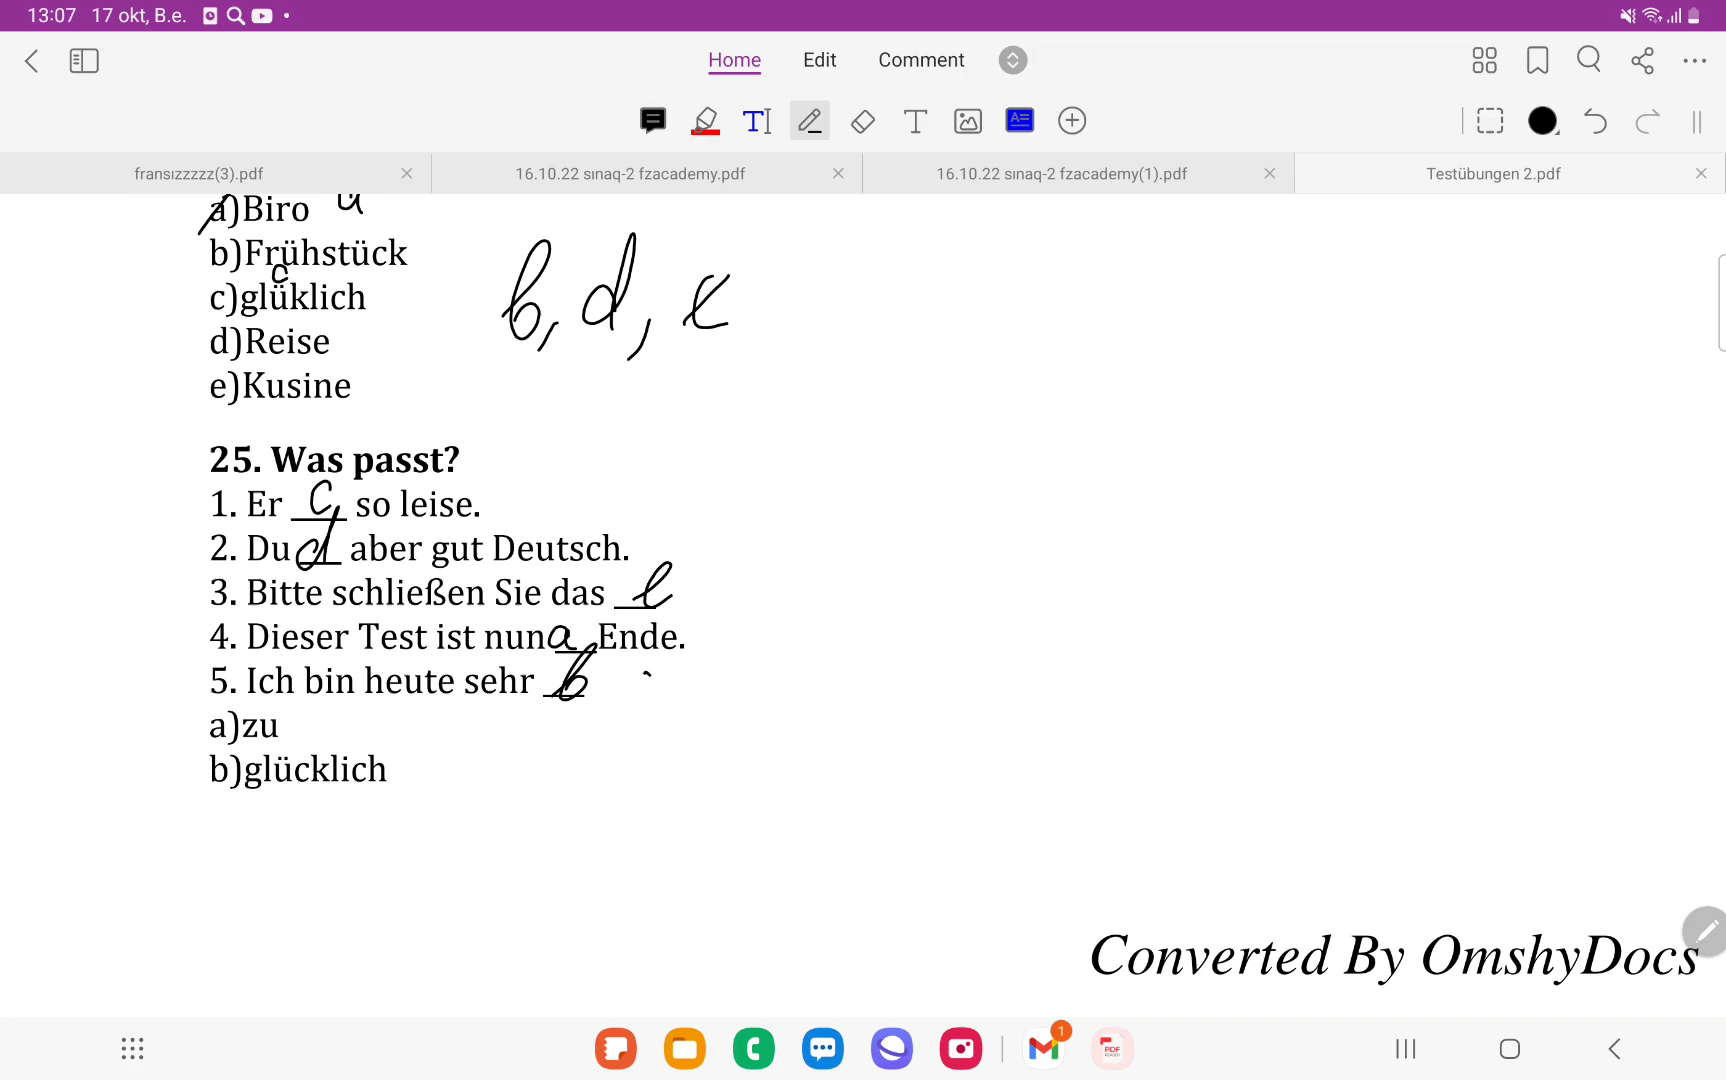 13:07 17 okt, B.e.
Home Edit Comment
fransızzzzz(3).pdf 16.10.22 sınaq-2 fzacademy.pdf 16.10.22 sınaq-2 fzacademy(1).pdf Testübungen 2.pdf
a)Biro
b)Frühstück
c
c)glüklich
b, d, e
d)Reise
e)Kusine
25. Was passt?
1. Er c so leise.
2. Du d aber gut Deutsch.
3. Bitte schließen Sie das e
4. Dieser Test ist nun a Ende.
5. Ich bin heute sehr b
a)zu
b)glücklich
Converted By OmshyDocs
1